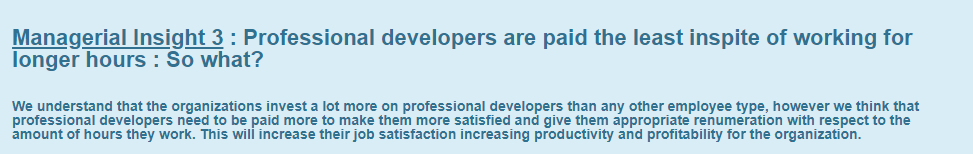 Managerial Insight 3 : Professional developers are paid the least inspite of working for
longer hours : So what?
We understand that the organizations invest a lot more on professional developers than any other employee type, however we think that
professional developers need to be paid more to make them more satisfied and give them appropriate renumeration with respect to the
amount of hours they work. This will increase their job satisfaction increasing productivity and profitability for the organization.